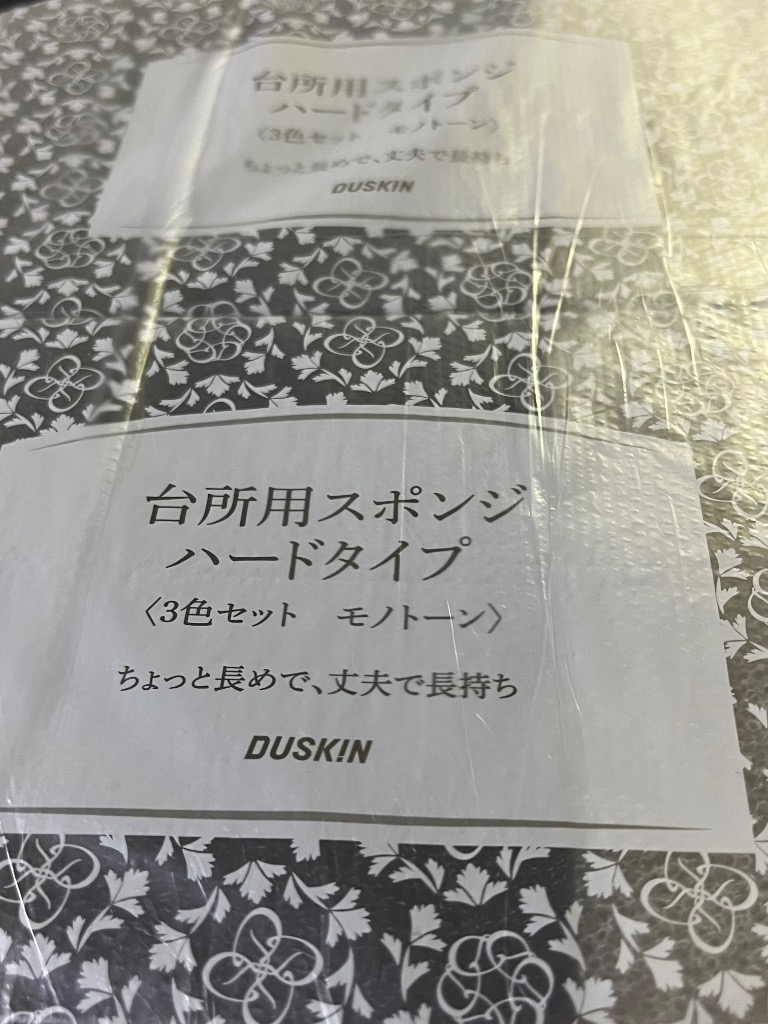 台所用スポンジ
ハードタイプ
〈3色セット　モノトーン〉
ちょっと長めで、丈夫で長持ち
DUSKIN
台所用スポンジ
ハードタイプ
〈3色セット　モノトーン〉
ちょっと長めで、丈夫で長持ち
DUSKIN